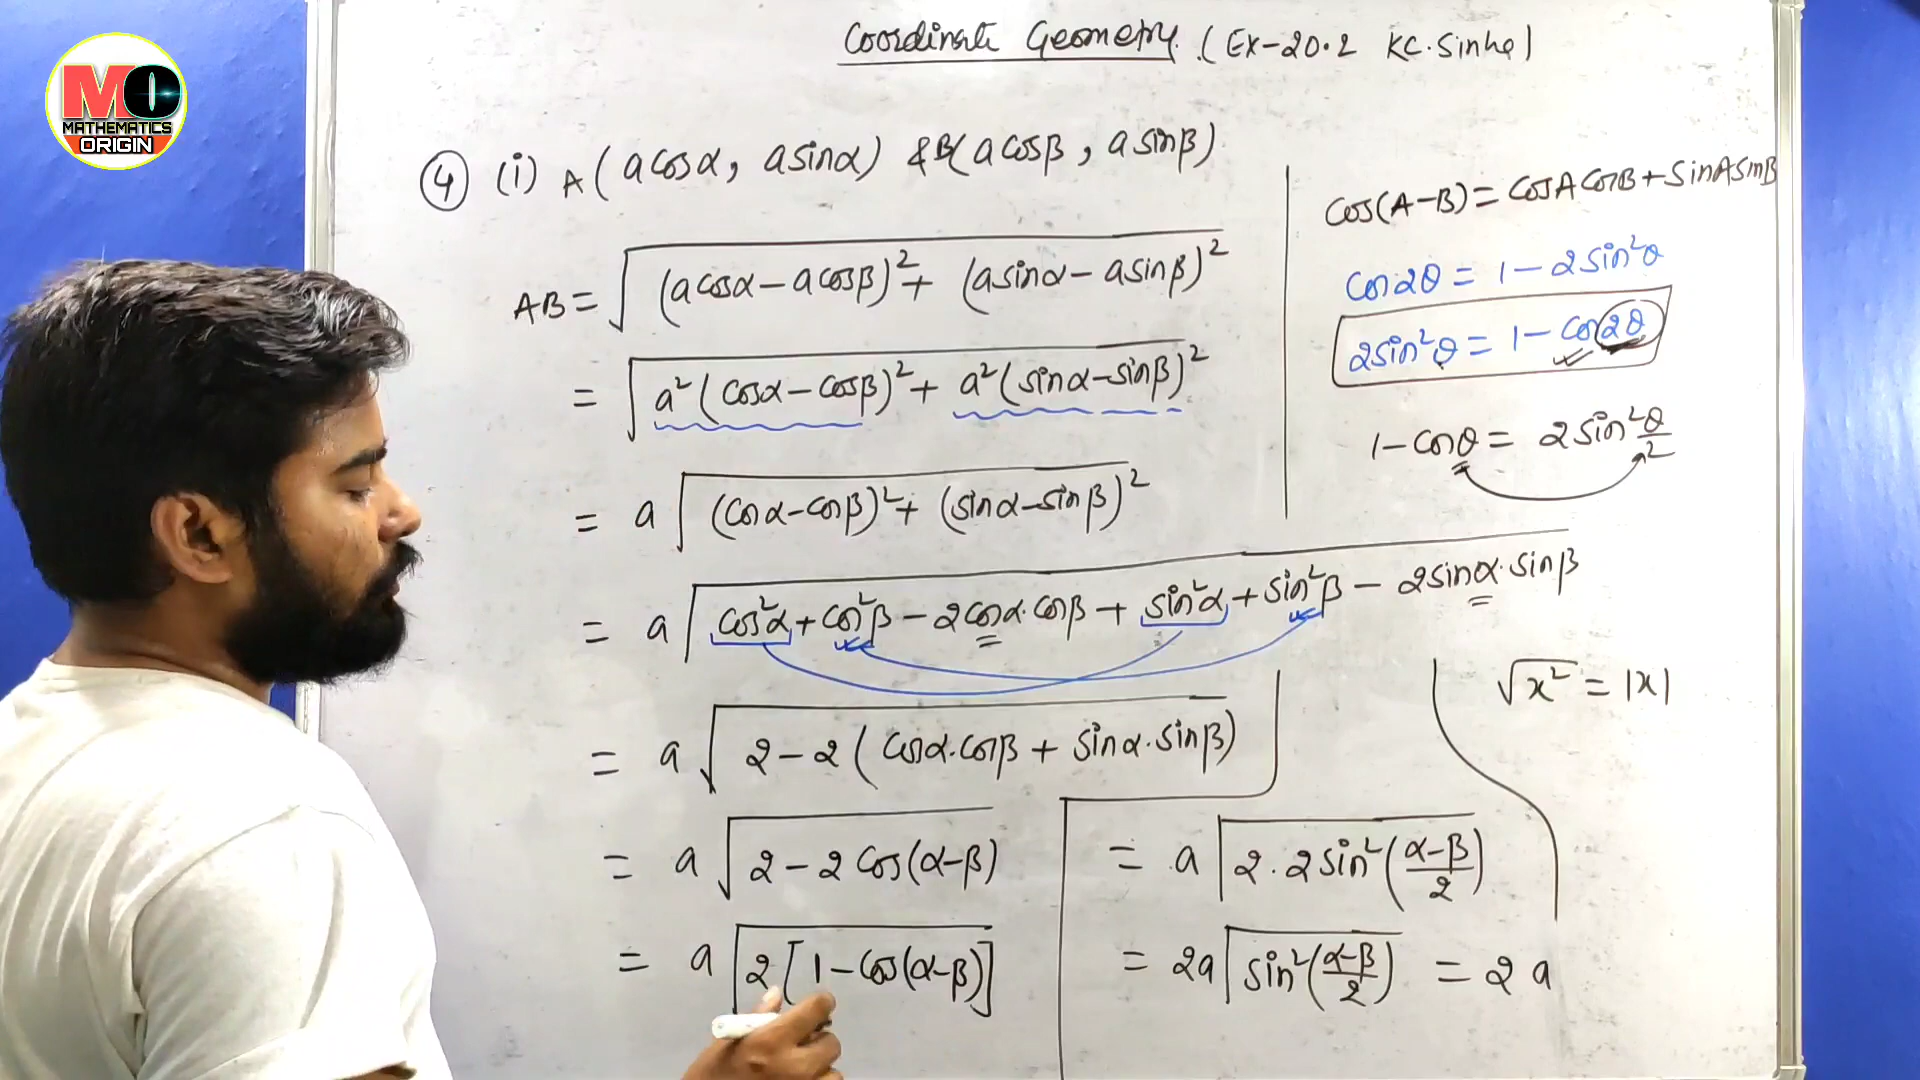 MO
MATHEMATICS
ORIGIN
Coordinate Geometry. (Ex-20.2 KC.Sinha)
④ (i) A(a cosα, a sinα) & B(a cosβ, a sinβ)
AB = √((a cosα - a cosβ)² + (a sinα - a sinβ)²)
= √(a²(cosα - cosβ)² + a²(sinα - sinβ)²)
= a √((cosα - cosβ)² + (sinα - sinβ)²)
= a √(cos²α + cos²β - 2cosα·cosβ + sin²α + sin²β - 2sinα·sinβ)
= a √(2 - 2(cosα·cosβ + sinα·sinβ))
= a √(2 - 2cos(α-β))
= a √(2[1 - cos(α-β)])
= a √(2·2sin²((α-β)/2))
= 2a √(sin²((α-β)/2)) = 2a
cos(A-B) = cosA cosB + sinA sinB
cos2θ = 1 - 2sin²θ
2sin²θ = 1 - cos2θ
1 - cosθ = 2sin²θ/2
√x² = |x|